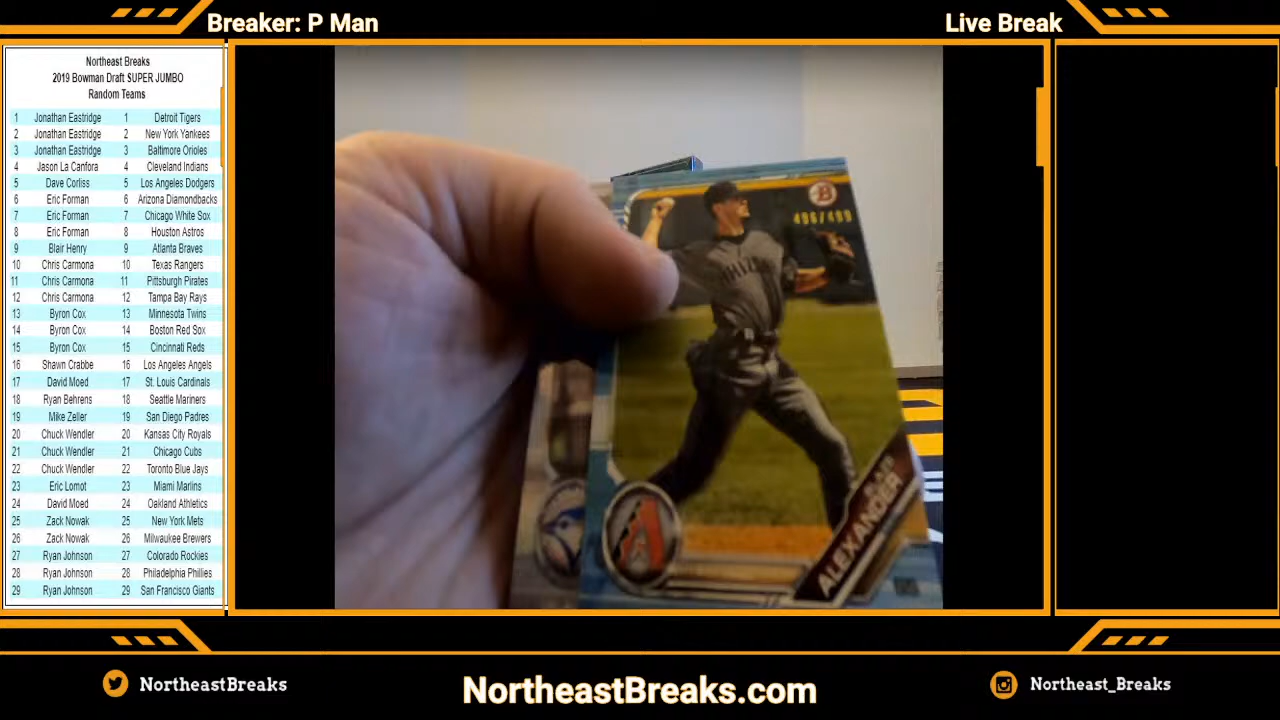 Breaker: P Man
Live Break
Northeast Breaks
2019 Bowman Draft SUPER JUMBO
Random Teams
1 Jonathan Eastridge 1 Detroit Tigers
2 Jonathan Eastridge 2 New York Yankees
3 Jonathan Eastridge 3 Baltimore Orioles
4 Jason La Canfora 4 Cleveland Indians
5 Dave Corliss 5 Los Angeles Dodgers
6 Eric Forman 6 Arizona Diamondbacks
7 Eric Forman 7 Chicago White Sox
8 Eric Forman 8 Houston Astros
9 Blair Henry 9 Atlanta Braves
10 Chris Carmona 10 Texas Rangers
11 Chris Carmona 11 Pittsburgh Pirates
12 Chris Carmona 12 Tampa Bay Rays
13 Byron Cox 13 Minnesota Twins
14 Byron Cox 14 Boston Red Sox
15 Byron Cox 15 Cincinnati Reds
16 Shawn Crabbe 16 Los Angeles Angels
17 David Moed 17 St. Louis Cardinals
18 Ryan Behrens 18 Seattle Mariners
19 Mike Zeller 19 San Diego Padres
20 Chuck Wendler 20 Kansas City Royals
21 Chuck Wendler 21 Chicago Cubs
22 Chuck Wendler 22 Toronto Blue Jays
23 Eric Lomot 23 Miami Marlins
24 David Moed 24 Oakland Athletics
25 Zack Nowak 25 New York Mets
26 Zack Nowak 26 Milwaukee Brewers
27 Ryan Johnson 27 Colorado Rockies
28 Ryan Johnson 28 Philadelphia Phillies
29 Ryan Johnson 29 San Francisco Giants
B
ALEXANDER
NortheastBreaks
NortheastBreaks.com
Northeast_Breaks